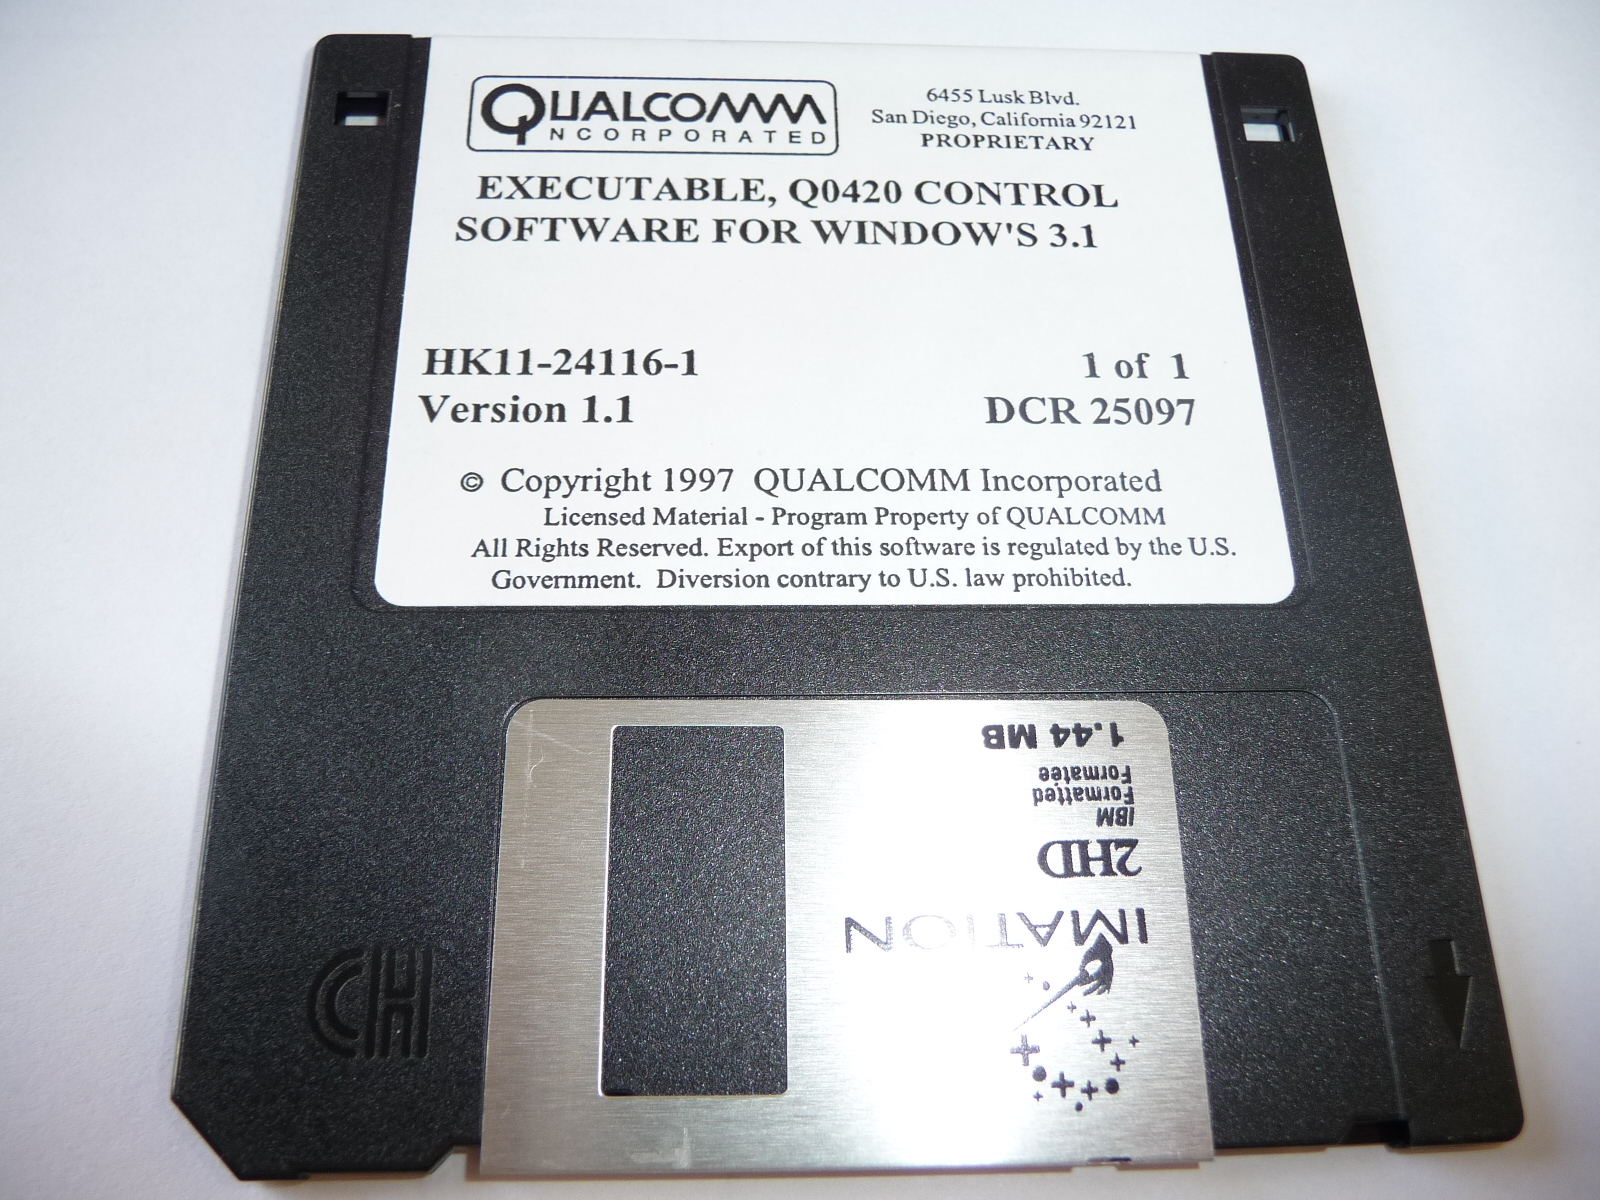 QUALCOMM
INCORPORATED
6455 Lusk Blvd.
San Diego, California 92121
PROPRIETARY
EXECUTABLE, Q0420 CONTROL
SOFTWARE FOR WINDOW'S 3.1
HK11-24116-1
1 of 1
Version 1.1
DCR 25097
© Copyright 1997 QUALCOMM Incorporated
Licensed Material - Program Property of QUALCOMM
All Rights Reserved. Export of this software is regulated by the U.S.
Government. Diversion contrary to U.S. law prohibited.
IMATION
2HD
IBM
Formatted
Formatee
1.44 MB